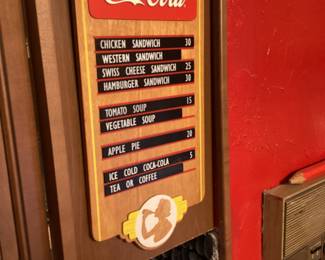 Cola
CHICKEN SANDWICH 30
WESTERN SANDWICH
SWISS CHEESE SANDWICH 25
HAMBURGER SANDWICH 30
TOMATO SOUP 15
VEGETABLE SOUP
APPLE PIE 20
ICE COLD COCA-COLA 5
TEA OR COFFEE